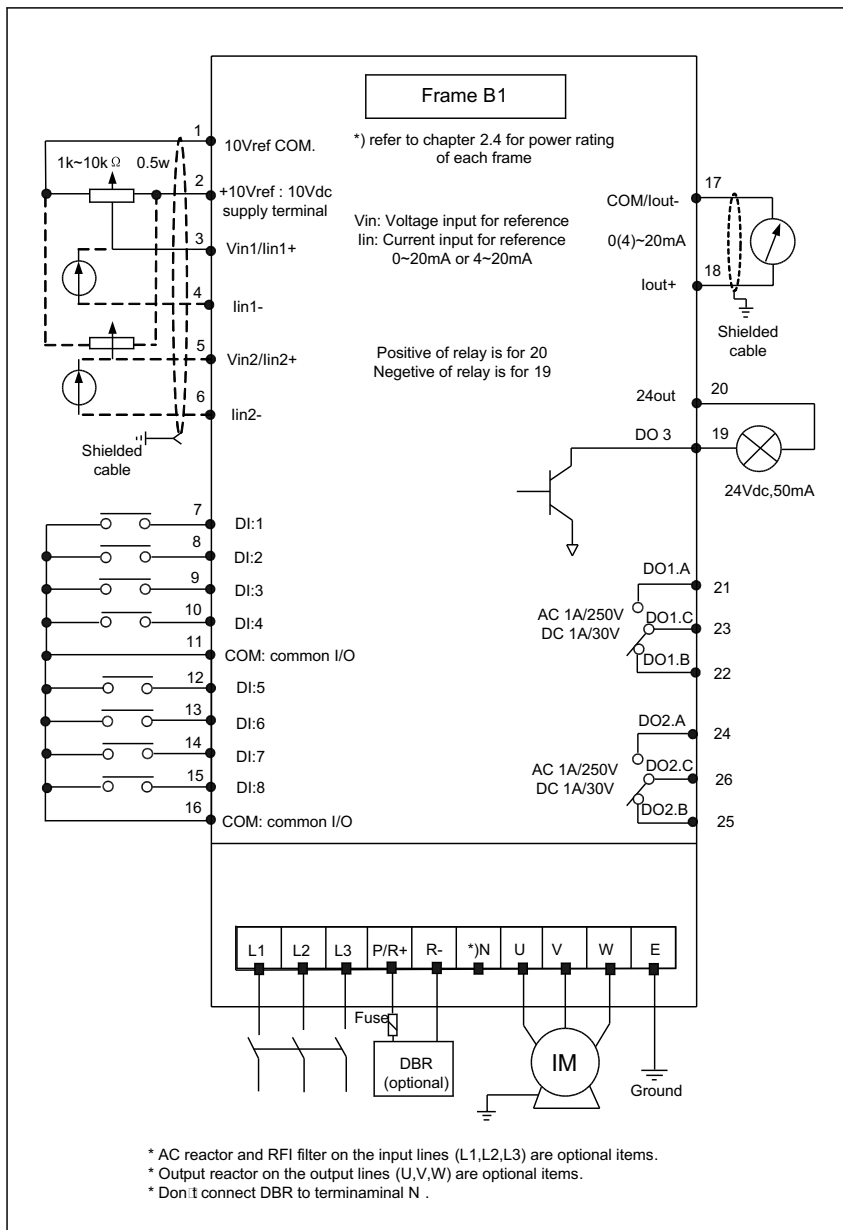 Frame B1
*) refer to chapter 2.4 for power rating
of each frame
Vin: Voltage input for reference
Iin: Current input for reference
0~20mA or 4~20mA
Positive of relay is for 20
Negetive of relay is for 19
1k~10kΩ 0.5w
1
10Vref COM.
2
+10Vref : 10Vdc
supply terminal
3
Vin1/Iin1+
4
Iin1-
5
Vin2/Iin2+
6
Iin2-
Shielded
cable
7
DI:1
8
DI:2
9
DI:3
10
DI:4
11
COM: common I/O
12
DI:5
13
DI:6
14
DI:7
15
DI:8
16
COM: common I/O
17
COM/Iout-
0(4)~20mA
18
Iout+
Shielded
cable
20
24out
19
DO 3
24Vdc,50mA
DO1.A
21
AC 1A/250V
DC 1A/30V
DO1.C
23
DO1.B
22
DO2.A
24
AC 1A/250V
DC 1A/30V
DO2.C
26
DO2.B
25
L1 L2 L3 P/R+ R- *)N U V W E
Fuse
DBR
(optional)
IM
Ground
* AC reactor and RFI filter on the input lines (L1,L2,L3) are optional items.
* Output reactor on the output lines (U,V,W) are optional items.
* Don□t connect DBR to terminaminal N .